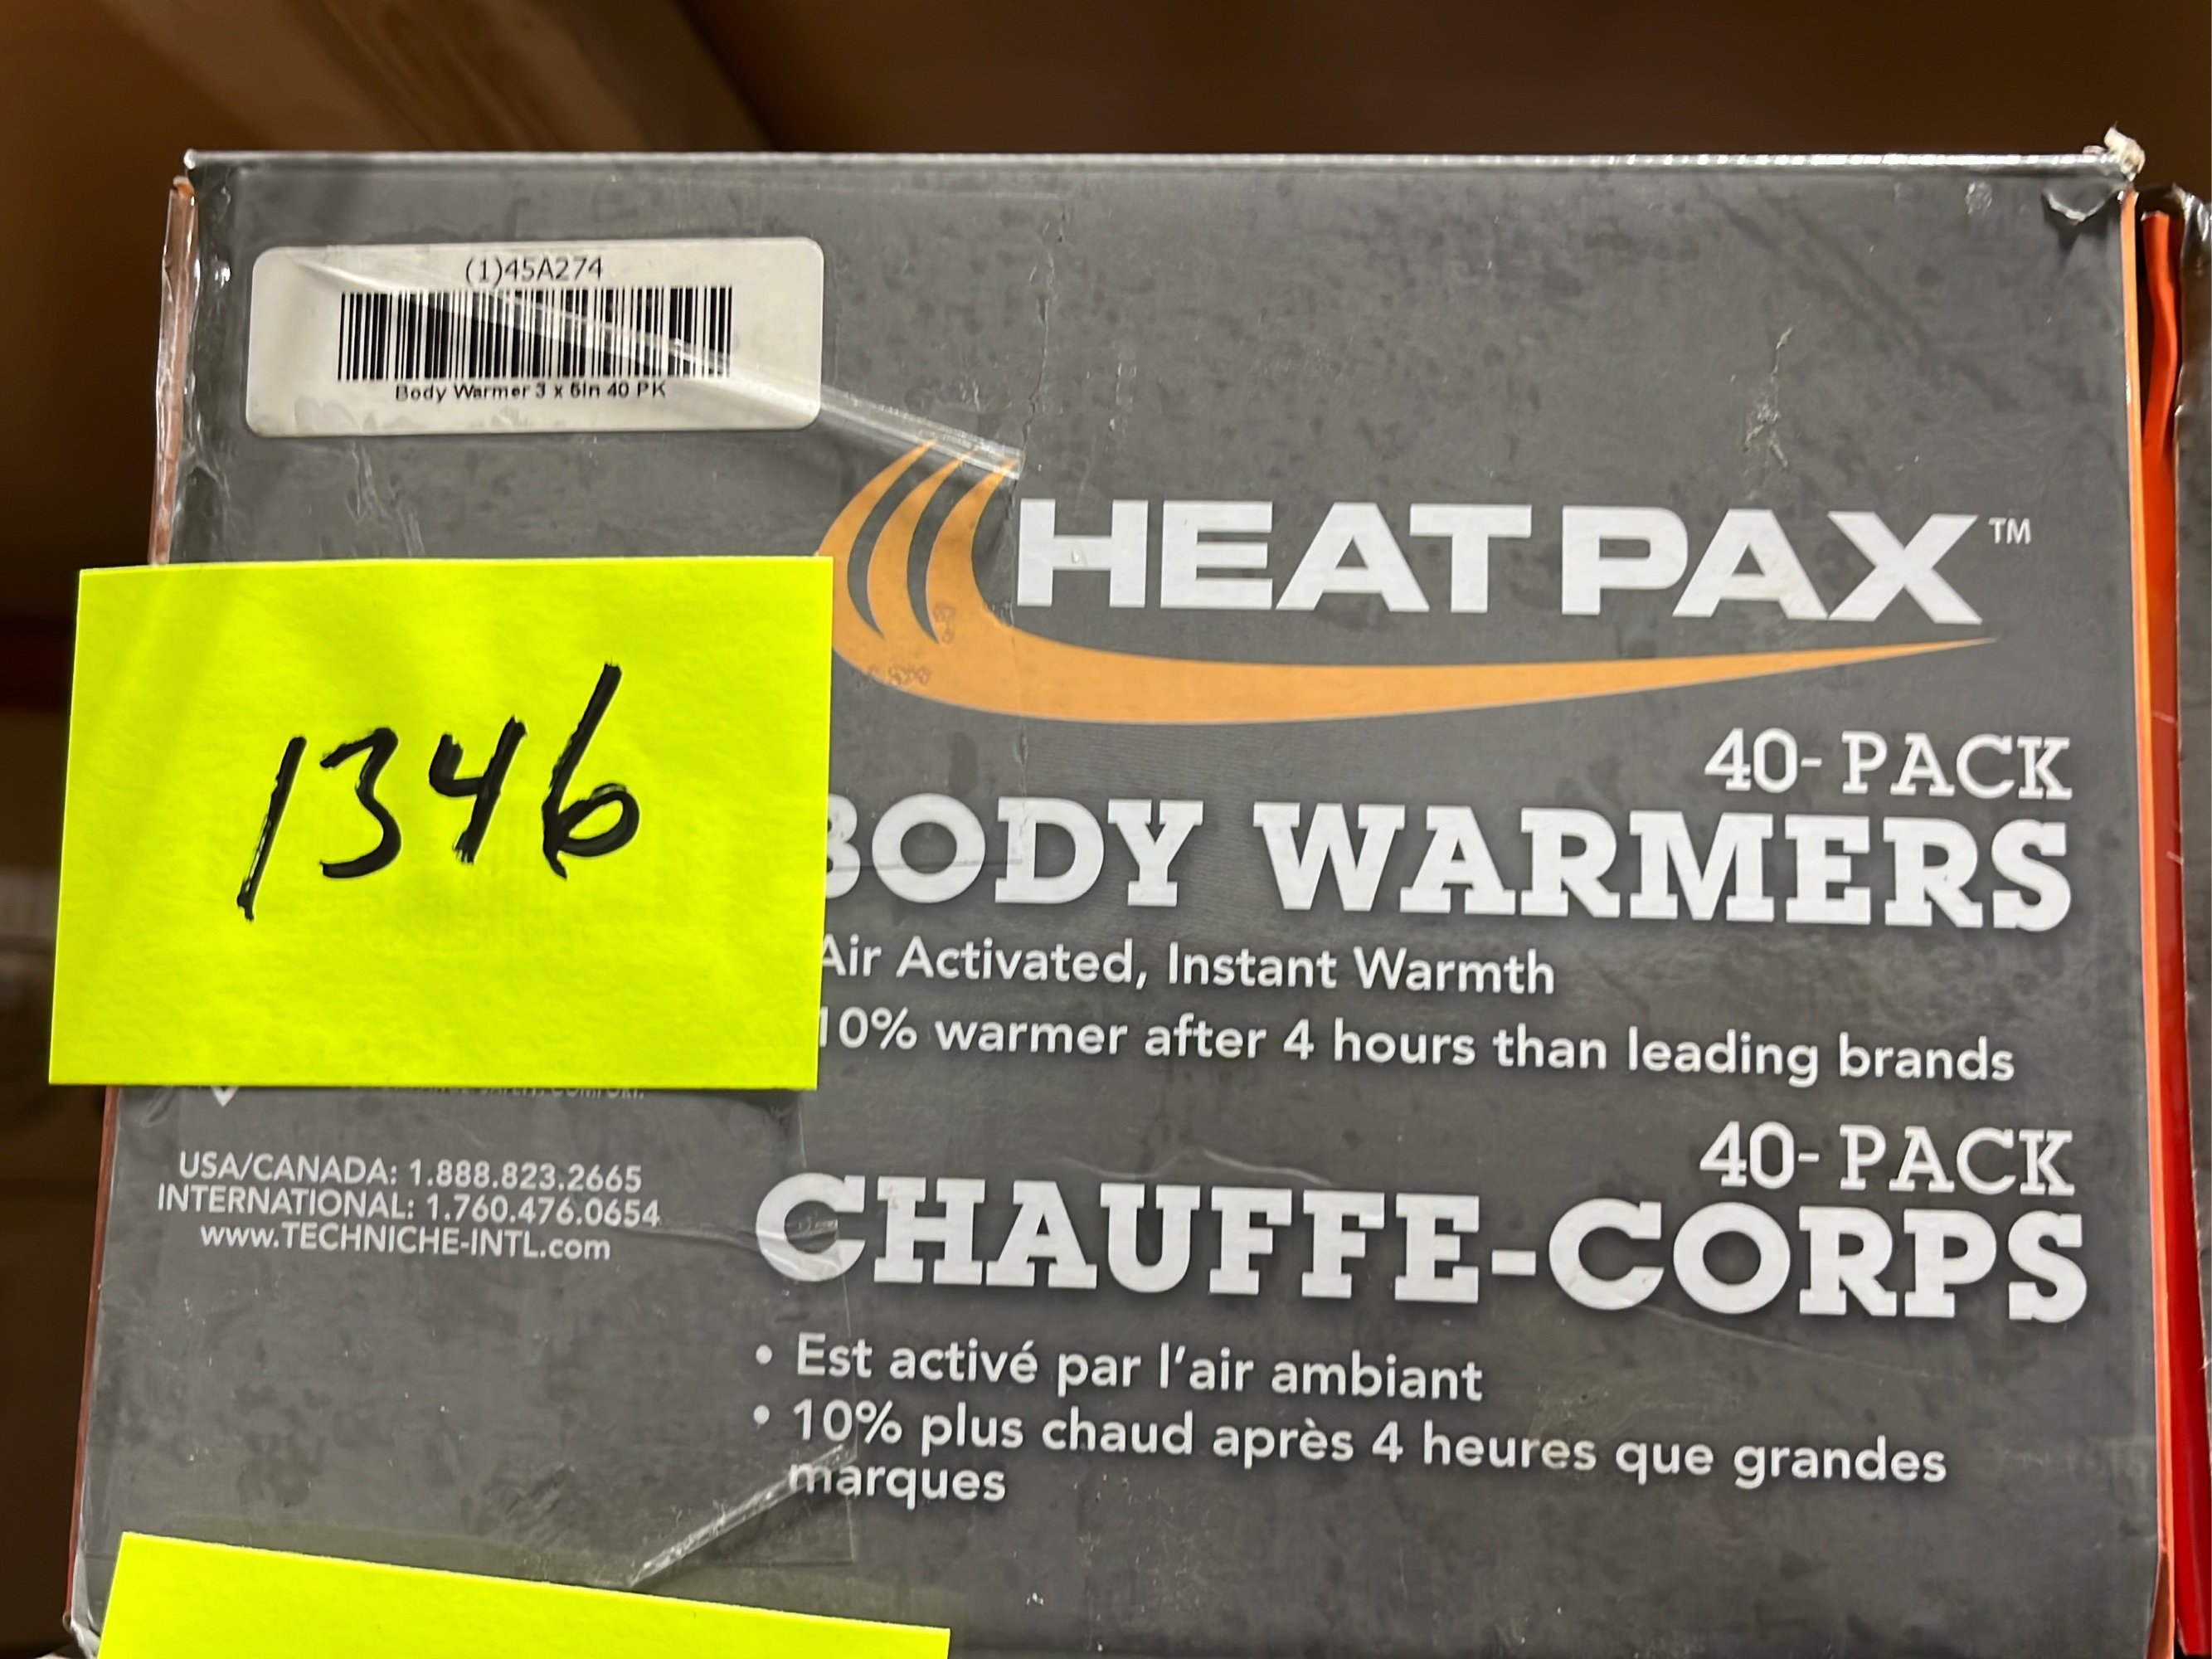 (1)45A274
Body Warmer 3 x 5in 40 PK
HEAT PAX™
1346
40-PACK
BODY WARMERS
Air Activated, Instant Warmth
10% warmer after 4 hours than leading brands
USA/CANADA: 1.888.823.2665
INTERNATIONAL: 1.760.476.0654
www.TECHNICHE-INTL.com
40-PACK
CHAUFFE-CORPS
• Est activé par l'air ambiant
• 10% plus chaud après 4 heures que grandes
marques